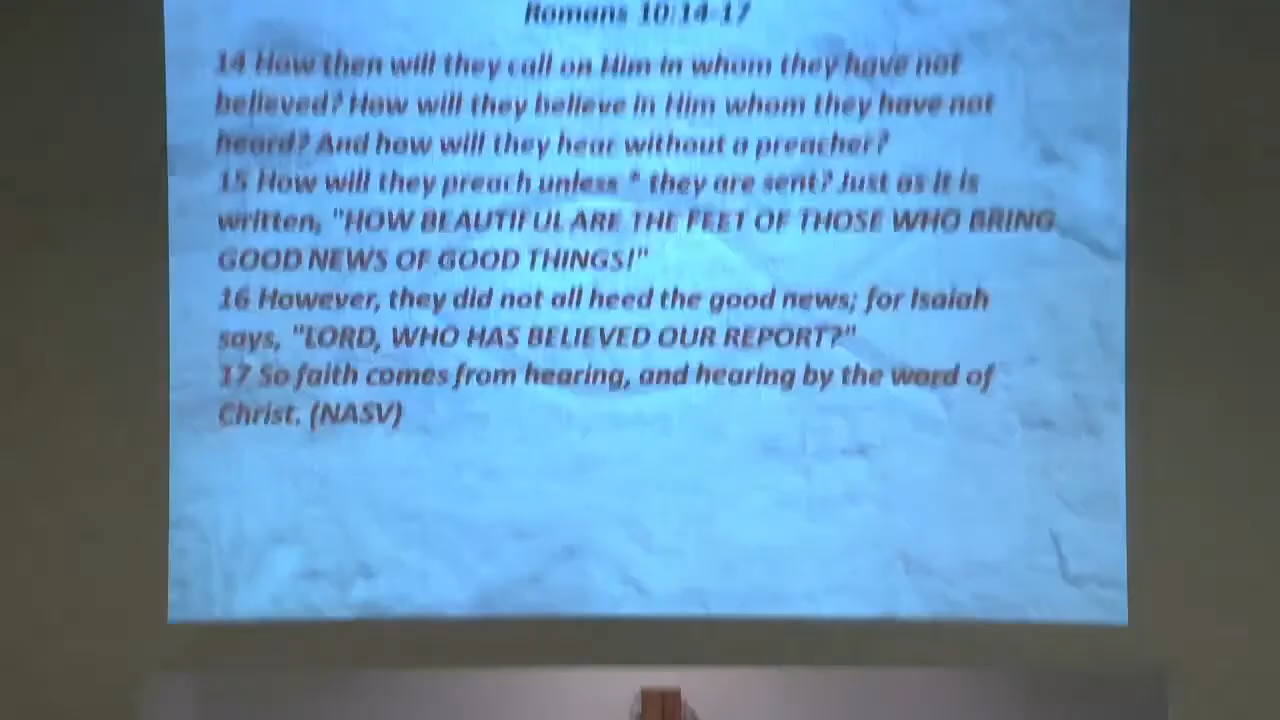 Romans 10:14-17
14 How then will they call on Him in whom they have not
believed? How will they believe in Him whom they have not
heard? And how will they hear without a preacher?
15 How will they preach unless * they are sent? Just as it is
written, "HOW BEAUTIFUL ARE THE FEET OF THOSE WHO BRING
GOOD NEWS OF GOOD THINGS!"
16 However, they did not all heed the good news; for Isaiah
says, "LORD, WHO HAS BELIEVED OUR REPORT?"
17 So faith comes from hearing, and hearing by the word of
Christ. (NASV)